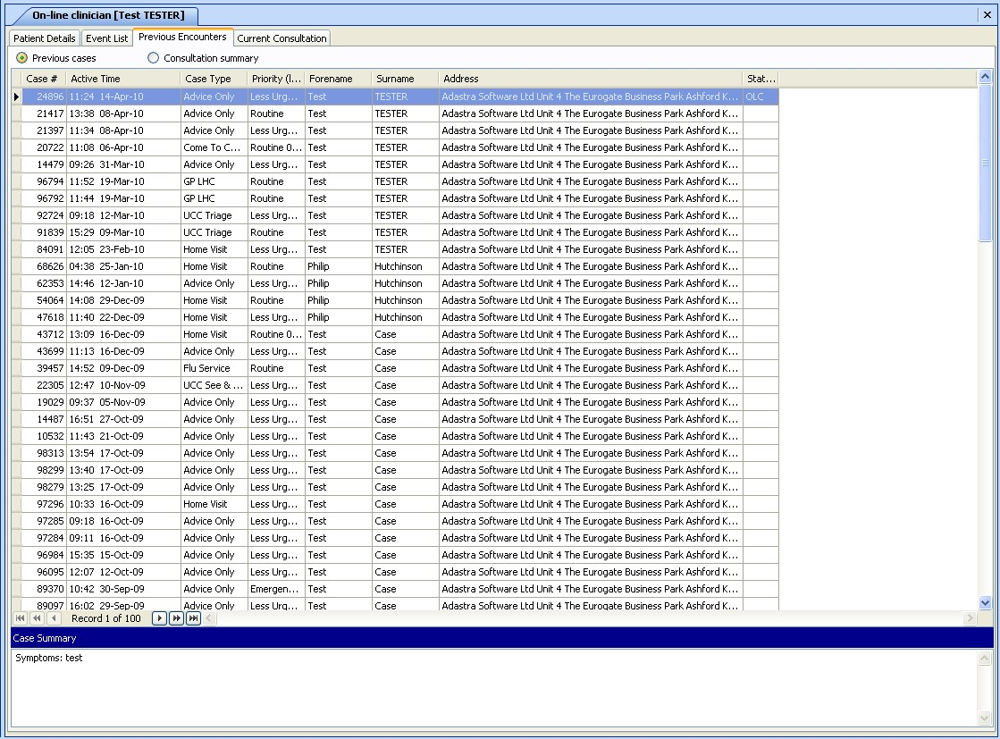 On-line clinician [Test TESTER]
Patient Details Event List Previous Encounters Current Consultation
Previous cases Consultation summary
Case # Active Time Case Type Priority (I... Forename Surname Address Stat...
24896 11:24 14-Apr-10 Advice Only Less Urg... Test TESTER Adastra Software Ltd Unit 4 The Eurogate Business Park Ashford K... OLC
21417 13:38 08-Apr-10 Advice Only Routine Test TESTER Adastra Software Ltd Unit 4 The Eurogate Business Park Ashford K...
21397 11:34 08-Apr-10 Advice Only Less Urg... Test TESTER Adastra Software Ltd Unit 4 The Eurogate Business Park Ashford K...
20722 11:08 06-Apr-10 Come To C... Routine 0... Test TESTER Adastra Software Ltd Unit 4 The Eurogate Business Park Ashford K...
14479 09:26 31-Mar-10 Advice Only Less Urg... Test TESTER Adastra Software Ltd Unit 4 The Eurogate Business Park Ashford K...
96794 11:52 19-Mar-10 GP LHC Routine Test TESTER Adastra Software Ltd Unit 4 The Eurogate Business Park Ashford K...
96792 11:44 19-Mar-10 GP LHC Routine Test TESTER Adastra Software Ltd Unit 4 The Eurogate Business Park Ashford K...
92724 09:18 12-Mar-10 UCC Triage Less Urg... Test TESTER Adastra Software Ltd Unit 4 The Eurogate Business Park Ashford K...
91839 15:29 09-Mar-10 UCC Triage Routine Test TESTER Adastra Software Ltd Unit 4 The Eurogate Business Park Ashford K...
84091 12:05 23-Feb-10 Home Visit Less Urg... Test TESTER Adastra Software Ltd Unit 4 The Eurogate Business Park Ashford K...
68626 04:38 25-Jan-10 Home Visit Routine Philip Hutchinson Adastra Software Ltd Unit 4 The Eurogate Business Park Ashford K...
62353 14:46 12-Jan-10 Advice Only Less Urg... Philip Hutchinson Adastra Software Ltd Unit 4 The Eurogate Business Park Ashford K...
54064 14:08 29-Dec-09 Home Visit Routine Philip Hutchinson Adastra Software Ltd Unit 4 The Eurogate Business Park Ashford K...
47618 11:40 22-Dec-09 Home Visit Less Urg... Philip Hutchinson Adastra Software Ltd Unit 4 The Eurogate Business Park Ashford K...
43712 13:09 16-Dec-09 Home Visit Routine 0... Test Case Adastra Software Ltd Unit 4 The Eurogate Business Park Ashford K...
43699 11:13 16-Dec-09 Advice Only Less Urg... Test Case Adastra Software Ltd Unit 4 The Eurogate Business Park Ashford K...
39457 14:52 09-Dec-09 Flu Service Routine Test Case Adastra Software Ltd Unit 4 The Eurogate Business Park Ashford K...
22305 12:47 10-Nov-09 UCC See & ... Less Urg... Test Case Adastra Software Ltd Unit 4 The Eurogate Business Park Ashford K...
19029 09:37 05-Nov-09 Advice Only Less Urg... Test Case Adastra Software Ltd Unit 4 The Eurogate Business Park Ashford K...
14487 16:51 27-Oct-09 Advice Only Less Urg... Test Case Adastra Software Ltd Unit 4 The Eurogate Business Park Ashford K...
10532 11:43 21-Oct-09 Advice Only Less Urg... Test Case Adastra Software Ltd Unit 4 The Eurogate Business Park Ashford K...
98313 13:54 17-Oct-09 Advice Only Less Urg... Test Case Adastra Software Ltd Unit 4 The Eurogate Business Park Ashford K...
98299 13:40 17-Oct-09 Advice Only Less Urg... Test Case Adastra Software Ltd Unit 4 The Eurogate Business Park Ashford K...
98279 13:25 17-Oct-09 Advice Only Less Urg... Test Case Adastra Software Ltd Unit 4 The Eurogate Business Park Ashford K...
97296 10:33 16-Oct-09 Home Visit Less Urg... Test Case Adastra Software Ltd Unit 4 The Eurogate Business Park Ashford K...
97285 09:18 16-Oct-09 Advice Only Less Urg... Test Case Adastra Software Ltd Unit 4 The Eurogate Business Park Ashford K...
97284 09:11 16-Oct-09 Advice Only Less Urg... Test Case Adastra Software Ltd Unit 4 The Eurogate Business Park Ashford K...
96984 15:35 15-Oct-09 Advice Only Less Urg... Test Case Adastra Software Ltd Unit 4 The Eurogate Business Park Ashford K...
96095 12:07 12-Oct-09 Advice Only Less Urg... Test Case Adastra Software Ltd Unit 4 The Eurogate Business Park Ashford K...
89370 10:42 30-Sep-09 Advice Only Emergen... Test Case Adastra Software Ltd Unit 4 The Eurogate Business Park Ashford K...
89097 16:02 29-Sep-09 Advice Only Less Urg... Test Case Adastra Software Ltd Unit 4 The Eurogate Business Park Ashford K...
Record 1 of 100
Case Summary
Symptoms: test